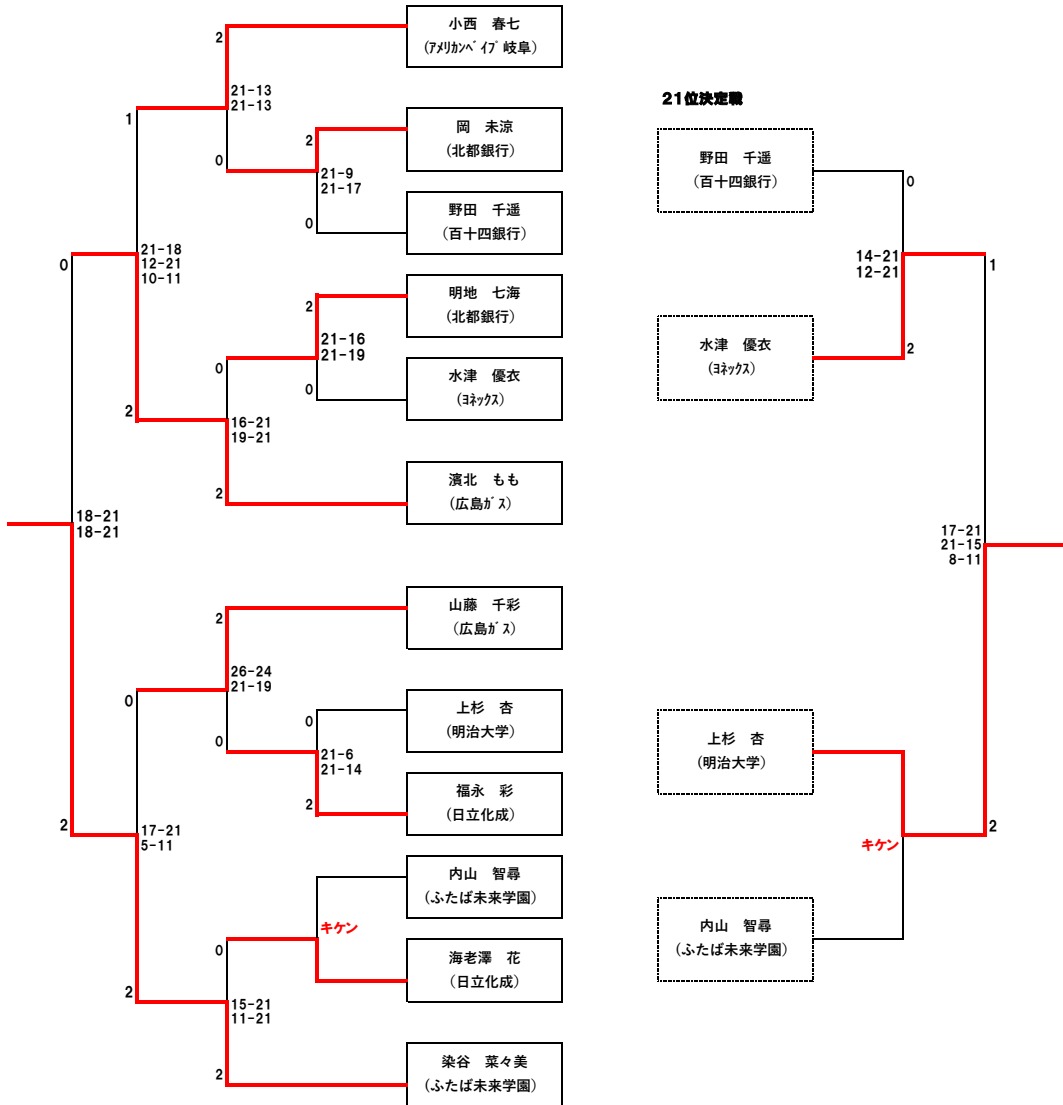 小西　春七
(ｱﾒﾘｶﾝﾍﾞｲﾌﾟ岐阜)
2
21-13
21-13
1
岡　未涼
(北都銀行)
2
0
21-9
21-17
野田　千遥
(百十四銀行)
0
21-18
12-21
10-11
0
明地　七海
(北都銀行)
2
21-16
21-19
0
水津　優衣
(ﾖﾈｯｸｽ)
0
2
16-21
19-21
濱北　もも
(広島ｶﾞｽ)
2
18-21
18-21
山藤　千彩
(広島ｶﾞｽ)
2
26-24
21-19
0
上杉　杏
(明治大学)
0
0
21-6
21-14
福永　彩
(日立化成)
2
2
17-21
5-11
内山　智尋
(ふたば未来学園)
キケン
0
海老澤　花
(日立化成)
2
15-21
11-21
染谷　菜々美
(ふたば未来学園)
2
21位決定戦
野田　千遥
(百十四銀行)
0
14-21
12-21
1
水津　優衣
(ﾖﾈｯｸｽ)
2
17-21
21-15
8-11
上杉　杏
(明治大学)
キケン
2
内山　智尋
(ふたば未来学園)